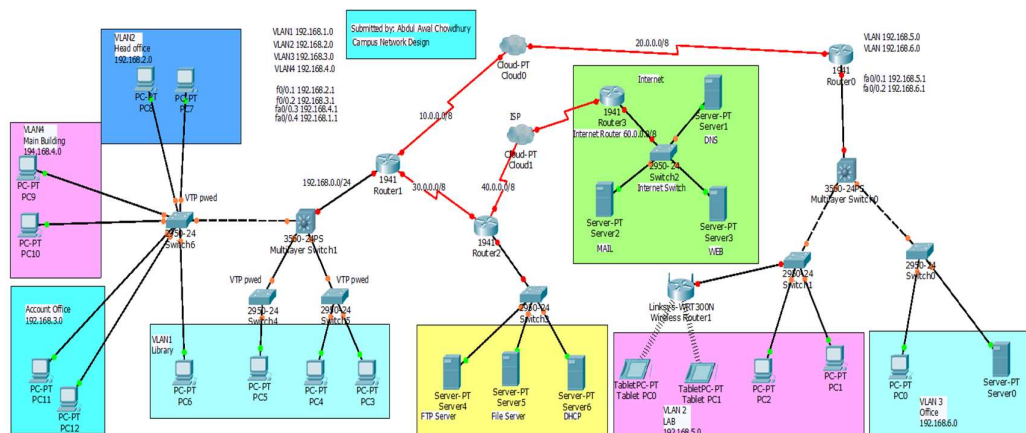 VLAN2
Head office
192.168.2.0
PC-PT
PC8
PC-PT
PC7
VLAN1 192.168.1.0
VLAN2 192.168.2.0
VLAN3 192.168.3.0
VLAN4 192.168.4.0
f0/0.1 192.168.2.1
f0/0.2 192.168.3.1
fa0/0.3 192.168.4.1
fa0/0.4 192.168.1.1
Submitted by: Abdul Awal Chowdhury
Campus Network Design
Cloud-PT
Cloud0
20.0.0.0/8
1941
Router0
VLAN 192.168.5.0
VLAN 192.168.6.0
fa0/0.1 192.168.5.1
fa0/0.2 192.168.6.1
VLAN4
Main Building
194.168.4.0
PC-PT
PC9
PC-PT
PC10
VTP pwed
2950-24
Switch6
192.168.0.0/24
3560-24PS
Multilayer Switch1
10.0.0.0/8
1941
Router1
30.0.0.0/8
ISP
Cloud-PT
Cloud1
40.0.0.0/8
1941
Router2
Internet
1941
Router3
Internet Router 60.0.0.0/8
Server-PT
Server1
DNS
2950-24
Switch2
Internet Switch
Server-PT
Server2
MAIL
Server-PT
Server3
WEB
3560-24PS
Multilayer Switch0
VTP pwed
VTP pwed
2950-24
Switch4
2950-24
Switch5
2950-24
Switch3
Linksys-WRT300N
Wireless Router1
2950-24
Switch1
2950-24
Switch0
Account Office
192.168.3.0
PC-PT
PC11
PC-PT
PC12
VLAN1
Library
PC-PT
PC6
PC-PT
PC5
PC-PT
PC4
PC-PT
PC3
Server-PT
Server4
FTP Server
Server-PT
Server5
File Server
Server-PT
Server6
DHCP
TabletPC-PT
Tablet PC0
TabletPC-PT
Tablet PC1
PC-PT
PC2
PC-PT
PC1
VLAN 2
LAB
192.168.5.0
PC-PT
PC0
Server-PT
Server0
VLAN 3
Office
192.168.6.0